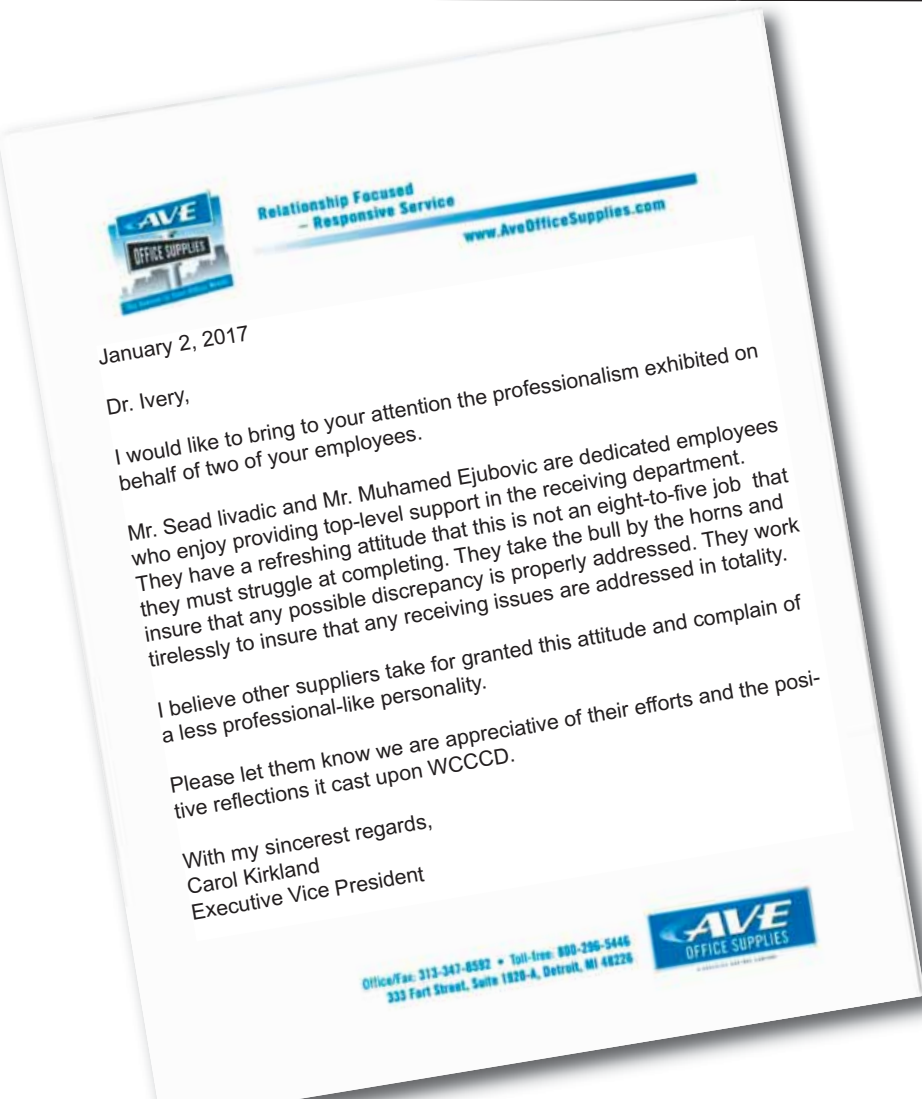 AVE
OFFICE SUPPLIES
Relationship Focused
– Responsive Service
www.AveOfficeSupplies.com
January 2, 2017
Dr. Ivery,
I would like to bring to your attention the professionalism exhibited on
behalf of two of your employees.
Mr. Sead livadic and Mr. Muhamed Ejubovic are dedicated employees
who enjoy providing top-level support in the receiving department.
They have a refreshing attitude that this is not an eight-to-five job that
they must struggle at completing. They take the bull by the horns and
insure that any possible discrepancy is properly addressed. They work
tirelessly to insure that any receiving issues are addressed in totality.
I believe other suppliers take for granted this attitude and complain of
a less professional-like personality.
Please let them know we are appreciative of their efforts and the posi-
tive reflections it cast upon WCCCD.
With my sincerest regards,
Carol Kirkland
Executive Vice President
Office/Fax: 313-347-8592 • Toll-free: 800-296-5446
333 Fort Street, Suite 1920-A, Detroit, MI 48226
AVE
OFFICE SUPPLIES